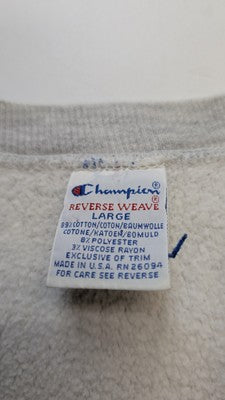 Champion®
REVERSE WEAVE®
LARGE
89% COTTON/COTON/BAUMWOLLE
COTONE/KATOEN/BOMULD
8% POLYESTER
3% VISCOSE RAYON
EXCLUSIVE OF TRIM
MADE IN U.S.A. RN 26094
FOR CARE SEE REVERSE